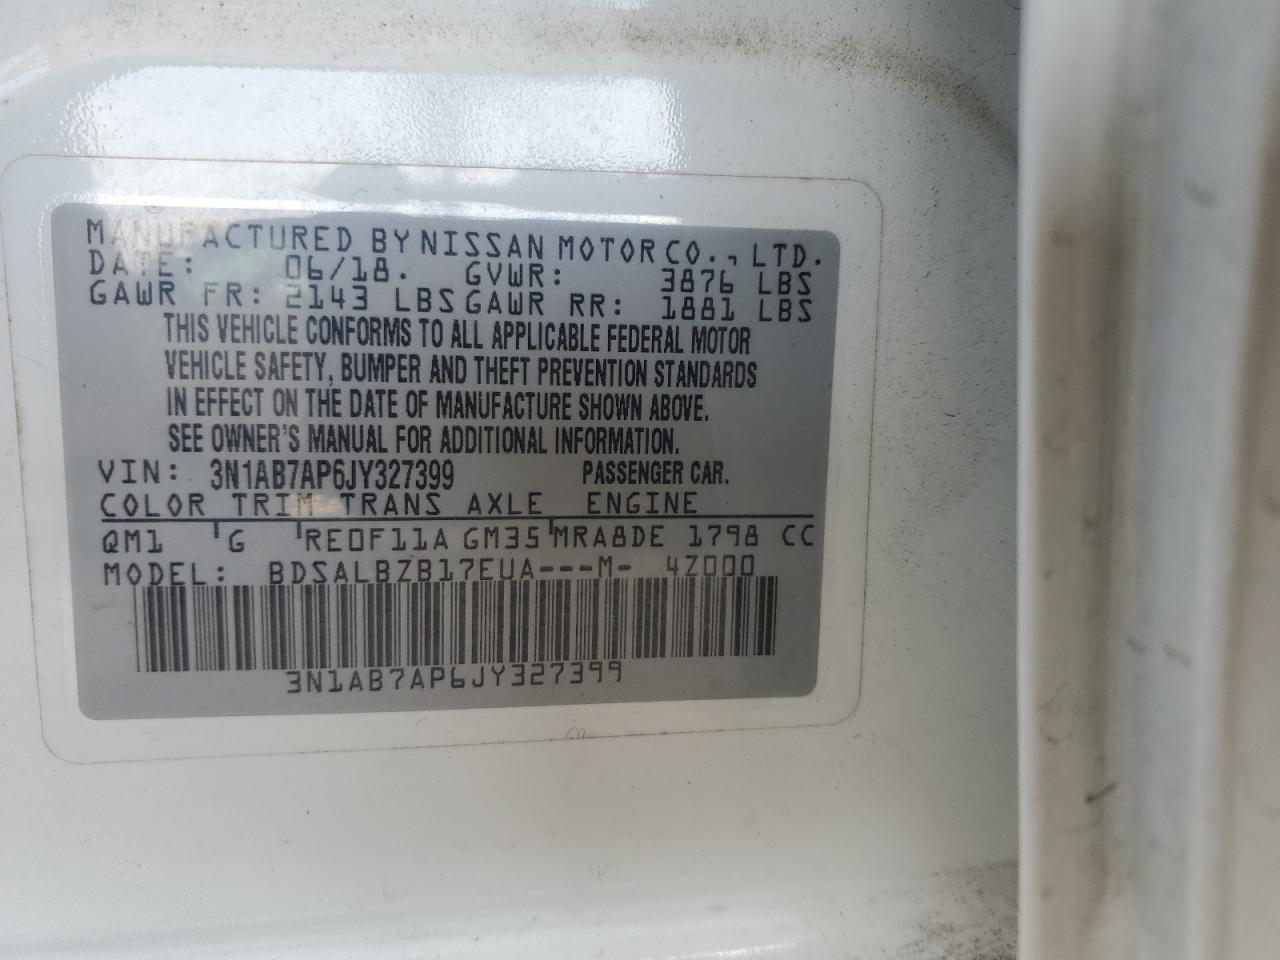 MANUFACTURED BY NISSAN MOTOR CO., LTD.
DATE: 06/18. GVWR: 3876 LBS
GAWR FR: 2143 LBS GAWR RR: 1881 LBS
THIS VEHICLE CONFORMS TO ALL APPLICABLE FEDERAL MOTOR
VEHICLE SAFETY, BUMPER AND THEFT PREVENTION STANDARDS
IN EFFECT ON THE DATE OF MANUFACTURE SHOWN ABOVE.
SEE OWNER'S MANUAL FOR ADDITIONAL INFORMATION.
VIN: 3N1AB7AP6JY327399 PASSENGER CAR.
COLOR TRIM TRANS AXLE ENGINE
QM1 G RE0F11A GM35 MRA8DE 1798 CC
MODEL: BDSALBZB17EUA---M- 4Z000
3N1AB7AP6JY327399